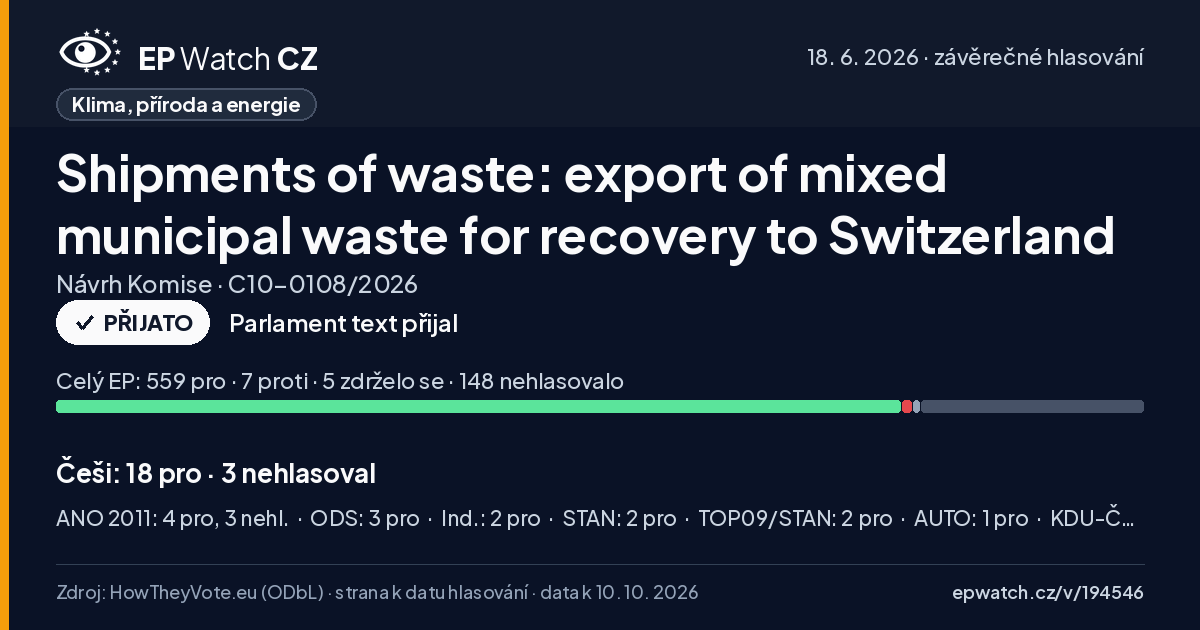 EP Watch CZ
18. 6. 2026 · závěrečné hlasování
Klima, příroda a energie
Shipments of waste: export of mixed
municipal waste for recovery to Switzerland
Návrh Komise · C10-0108/2026
✓ PŘIJATO Parlament text přijal
Celý EP: 559 pro · 7 proti · 5 zdrželo se · 148 nehlasovalo
Češi: 18 pro · 3 nehlasoval
ANO 2011: 4 pro, 3 nehl. · ODS: 3 pro · Ind.: 2 pro · STAN: 2 pro · TOP09/STAN: 2 pro · AUTO: 1 pro · KDU-Č…
Zdroj: HowTheyVote.eu (ODbL) · strana k datu hlasování · data k 10. 10. 2026
epwatch.cz/v/194546